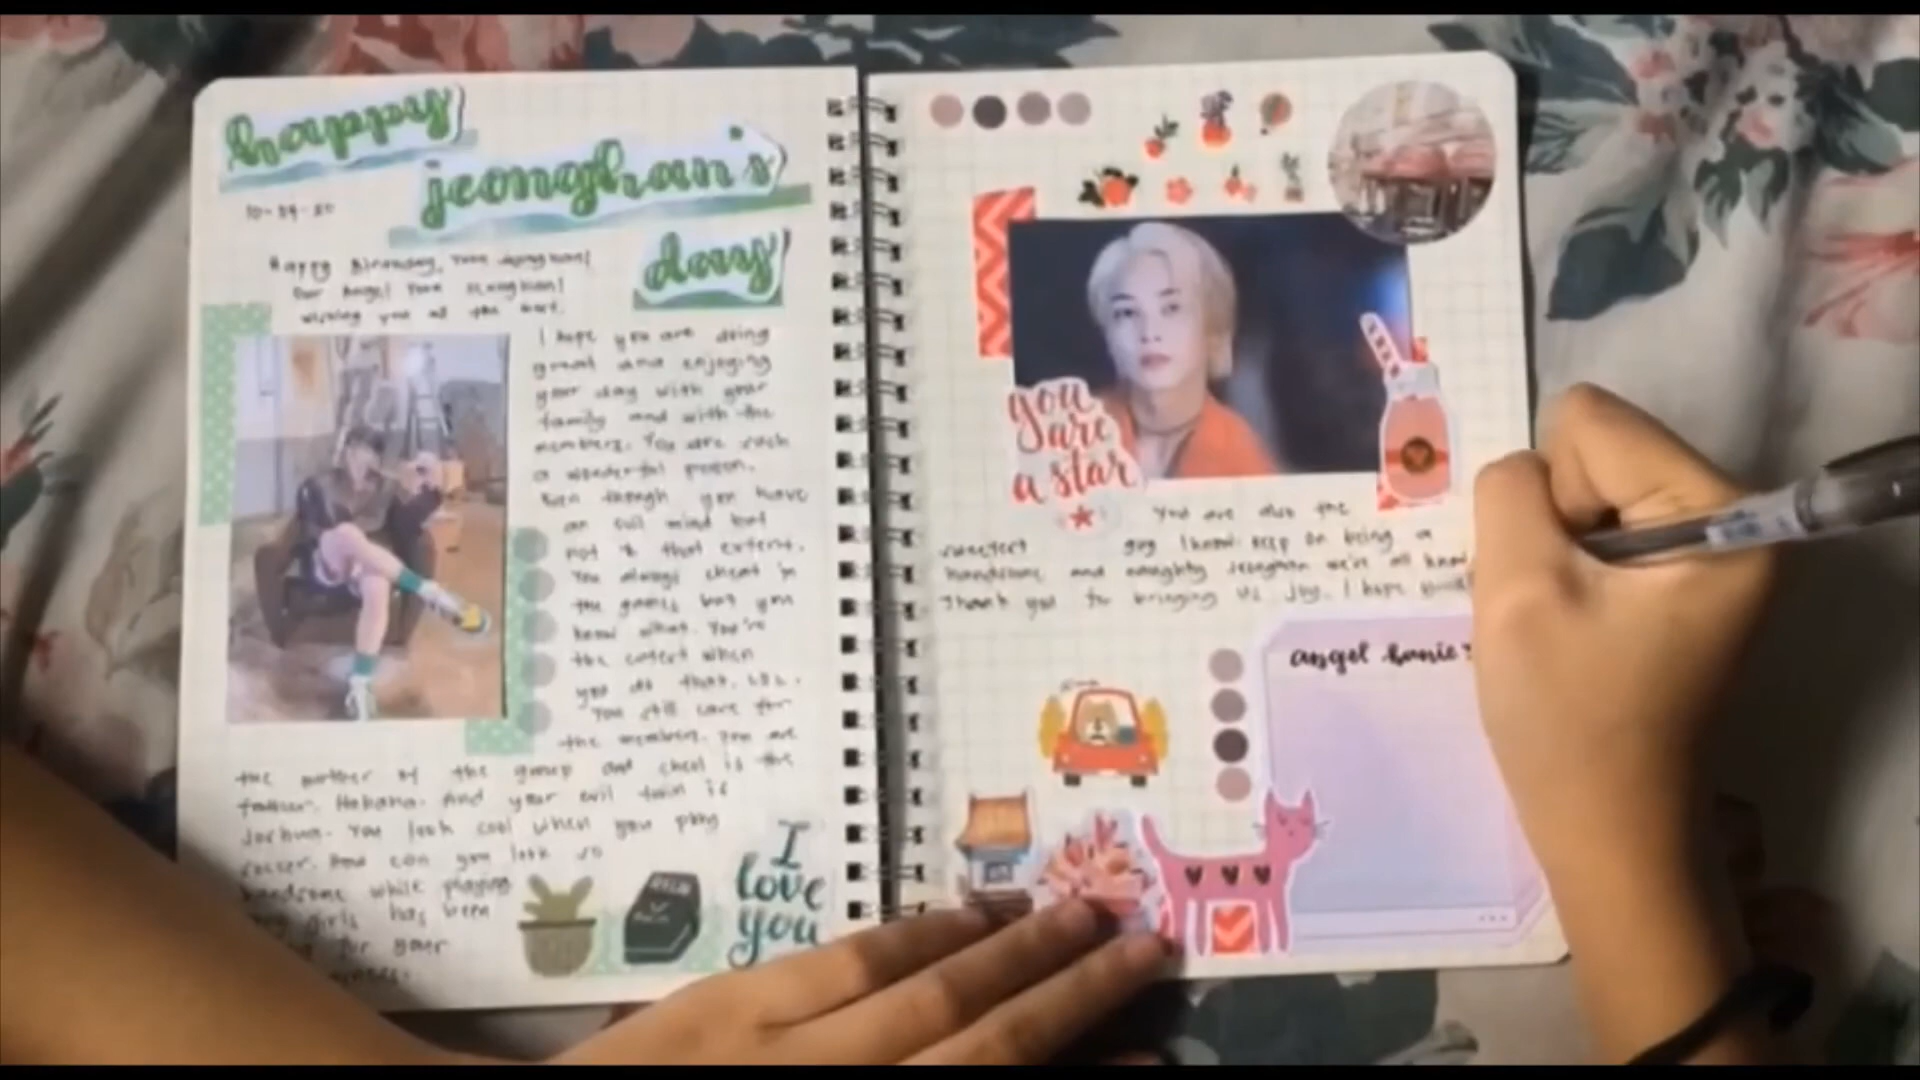 happy
jeonghan's
day
Happy Birthday, Yoon Jeonghan!
Our Angel Yoon Jeonghan!
wishing you all the best.
I hope you are doing
great and enjoying
your day with your
family and with the
members. You are such
a wonderful person.
Even though you have
an evil mind but
not to that extent.
You always cheat in
the games but you
know what. You're
the cutest when
you do that. LOL.
You still care for
the members. You are
the mother of the group and cheol is the
father. Hahaha. And your evil twin is
Joshua. You look cool when you play
soccer. How can you look so
handsome while playing
girls has been
for your
you are
a star
You are also the
sweetest guy I know. Keep on being a
handsome and naughty Jeonghan we're all know
Thank you for bringing us joy. I hope
angel hanie
I
love
you